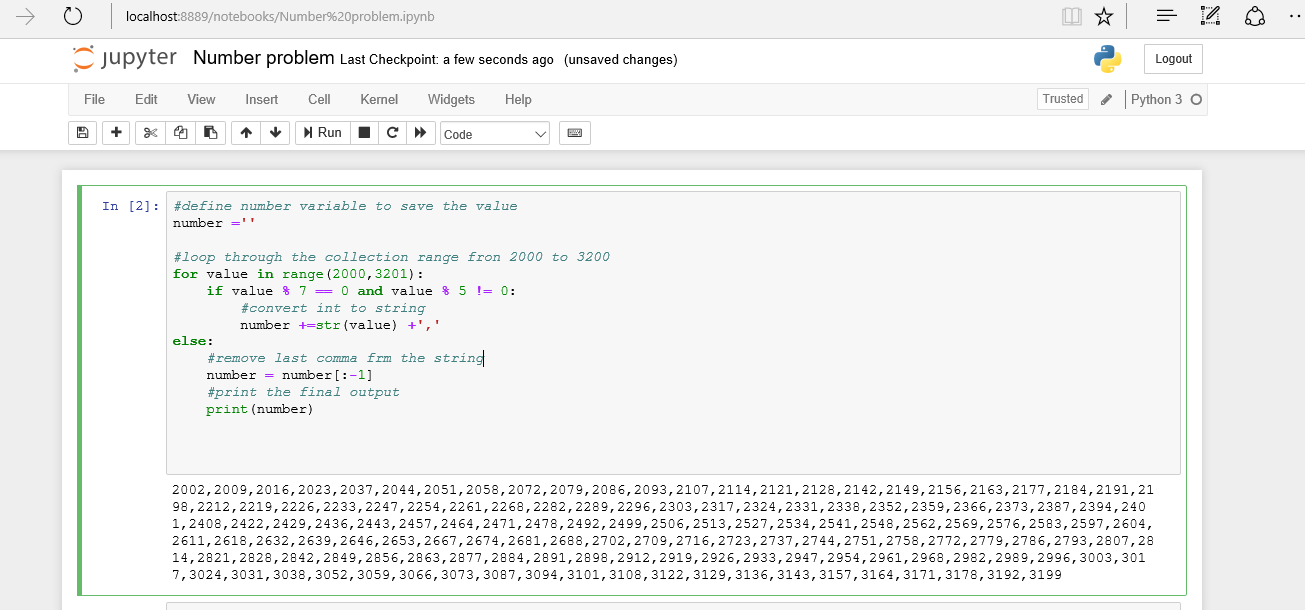 localhost:8889/notebooks/Number%20problem.ipynb
jupyter Number problem Last Checkpoint: a few seconds ago (unsaved changes) Logout
File Edit View Insert Cell Kernel Widgets Help Trusted Python 3
Run Code
In [2]: #define number variable to save the value
number =''
#loop through the collection range fron 2000 to 3200
for value in range(2000,3201):
    if value % 7 == 0 and value % 5 != 0:
        #convert int to string
        number +=str(value) +','
else:
    #remove last comma frm the string
    number = number[:-1]
    #print the final output
    print(number)
2002,2009,2016,2023,2037,2044,2051,2058,2072,2079,2086,2093,2107,2114,2121,2128,2142,2149,2156,2163,2177,2184,2191,21
98,2212,2219,2226,2233,2247,2254,2261,2268,2282,2289,2296,2303,2317,2324,2331,2338,2352,2359,2366,2373,2387,2394,240
1,2408,2422,2429,2436,2443,2457,2464,2471,2478,2492,2499,2506,2513,2527,2534,2541,2548,2562,2569,2576,2583,2597,2604,
2611,2618,2632,2639,2646,2653,2667,2674,2681,2688,2702,2709,2716,2723,2737,2744,2751,2758,2772,2779,2786,2793,2807,28
14,2821,2828,2842,2849,2856,2863,2877,2884,2891,2898,2912,2919,2926,2933,2947,2954,2961,2968,2982,2989,2996,3003,301
7,3024,3031,3038,3052,3059,3066,3073,3087,3094,3101,3108,3122,3129,3136,3143,3157,3164,3171,3178,3192,3199